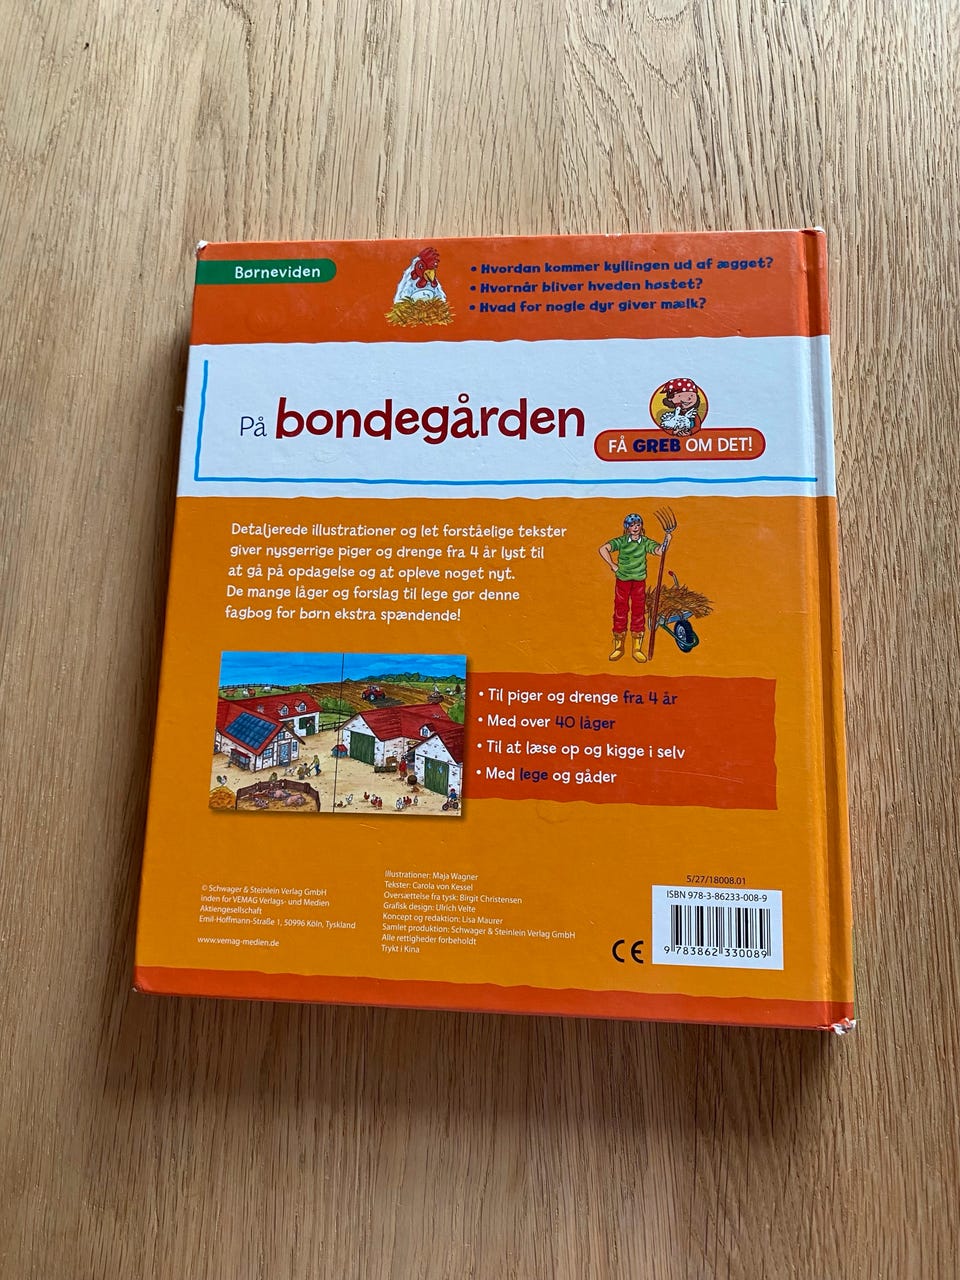 Børneviden
• Hvordan kommer kyllingen ud af ægget?
• Hvornår bliver hveden høstet?
• Hvad for nogle dyr giver mælk?
På bondegården
FÅ GREB OM DET!
Detaljerede illustrationer og let forståelige tekster
giver nysgerrige piger og drenge fra 4 år lyst til
at gå på opdagelse og at opleve noget nyt.
De mange låger og forslag til lege gør denne
fagbog for børn ekstra spændende!
• Til piger og drenge fra 4 år
• Med over 40 låger
• Til at læse op og kigge i selv
• Med lege og gåder
© Schwager & Steinlein Verlag GmbH
inden for VEMAG Verlags- und Medien
Aktiengesellschaft
Emil-Hoffmann-Straße 1, 50996 Köln, Tyskland
www.vemag-medien.de
Illustrationer: Maja Wagner
Tekster: Carola von Kessel
Oversættelse fra tysk: Birgit Christensen
Grafisk design: Ulrich Velte
Koncept og redaktion: Lisa Maurer
Samlet produktion: Schwager & Steinlein Verlag GmbH
Alle rettigheder forbeholdt
Trykt i Kina
CE
5/27/18008.01
ISBN 978-3-86233-008-9
9 783862 330089